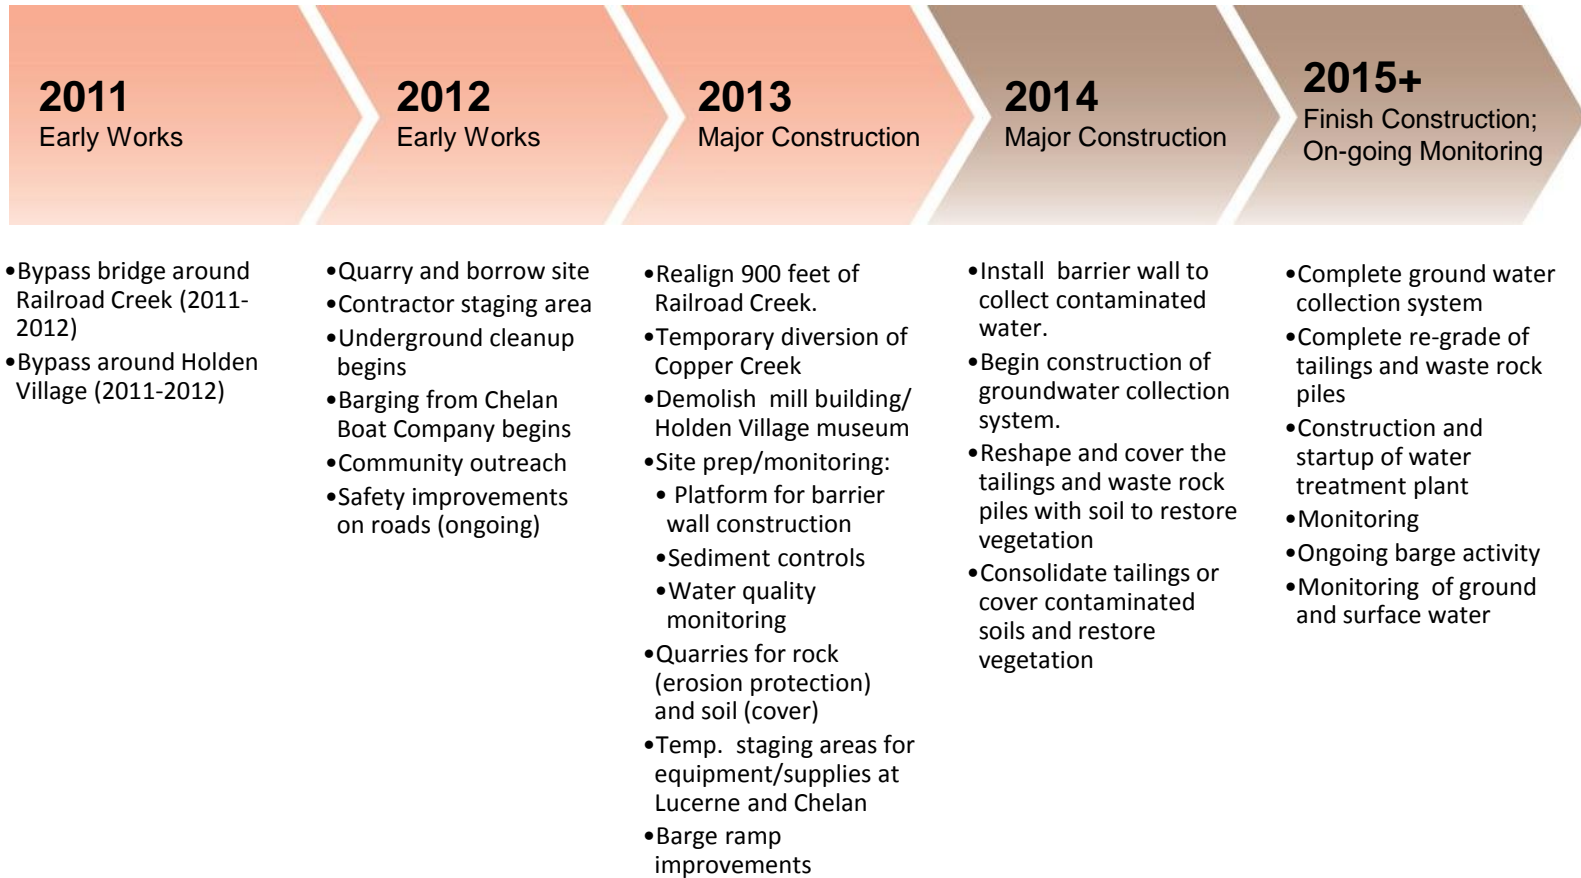 2011
Early Works
2012
Early Works
2013
Major Construction
2014
Major Construction
2015+
Finish Construction;
On-going Monitoring
•Bypass bridge around
Railroad Creek (2011-
2012)
•Bypass around Holden
Village (2011-2012)
•Quarry and borrow site
•Contractor staging area
•Underground cleanup
begins
•Barging from Chelan
Boat Company begins
•Community outreach
•Safety improvements
on roads (ongoing)
•Realign 900 feet of
Railroad Creek.
•Temporary diversion of
Copper Creek
•Demolish mill building/
Holden Village museum
•Site prep/monitoring:
• Platform for barrier
wall construction
•Sediment controls
•Water quality
monitoring
•Quarries for rock
(erosion protection)
and soil (cover)
•Temp. staging areas for
equipment/supplies at
Lucerne and Chelan
•Barge ramp
improvements
•Install barrier wall to
collect contaminated
water.
•Begin construction of
groundwater collection
system.
•Reshape and cover the
tailings and waste rock
piles with soil to restore
vegetation
•Consolidate tailings or
cover contaminated
soils and restore
vegetation
•Complete ground water
collection system
•Complete re-grade of
tailings and waste rock
piles
•Construction and
startup of water
treatment plant
•Monitoring
•Ongoing barge activity
•Monitoring of ground
and surface water